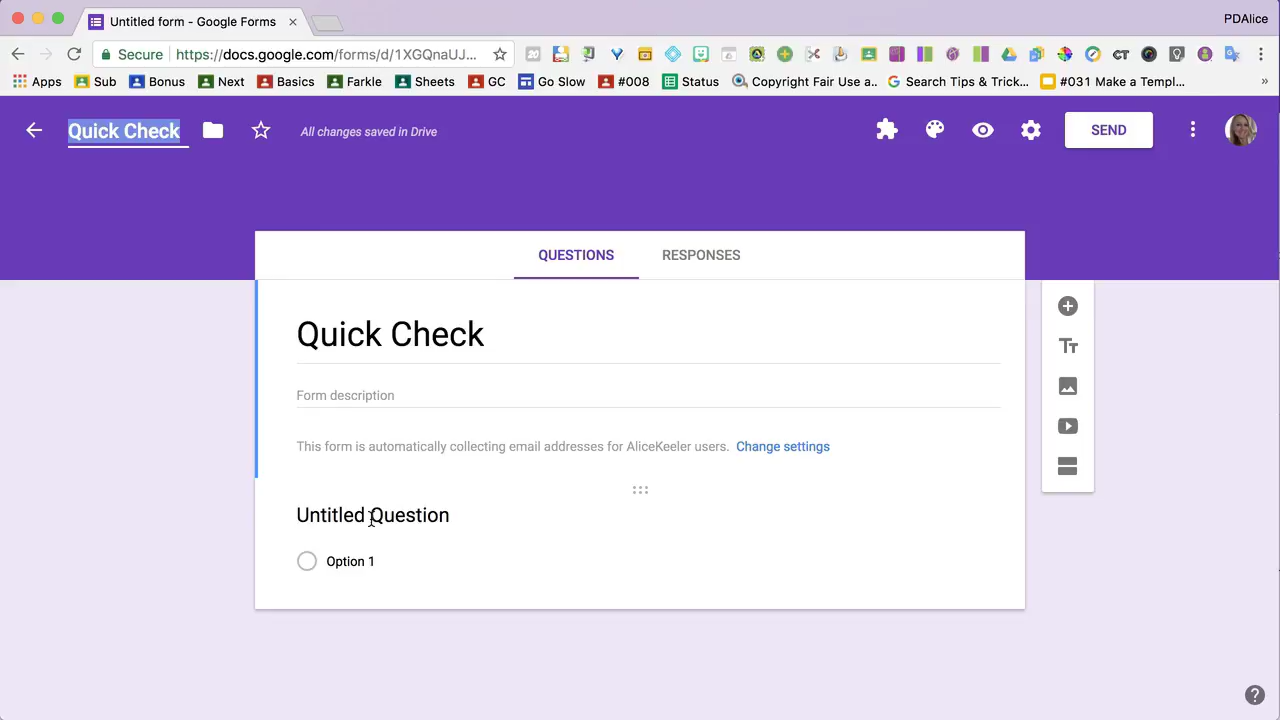 Untitled form - Google Forms
PDAlice
Secure https://docs.google.com/forms/d/1XGQnaUJ...
Apps Sub Bonus Next Basics Farkle Sheets GC Go Slow #008 Status Copyright Fair Use a.. Search Tips & Trick... #031 Make a Templ...
Quick Check All changes saved in Drive SEND
QUESTIONS RESPONSES
Quick Check
Form description
This form is automatically collecting email addresses for AliceKeeler users. Change settings
Untitled Question
Option 1